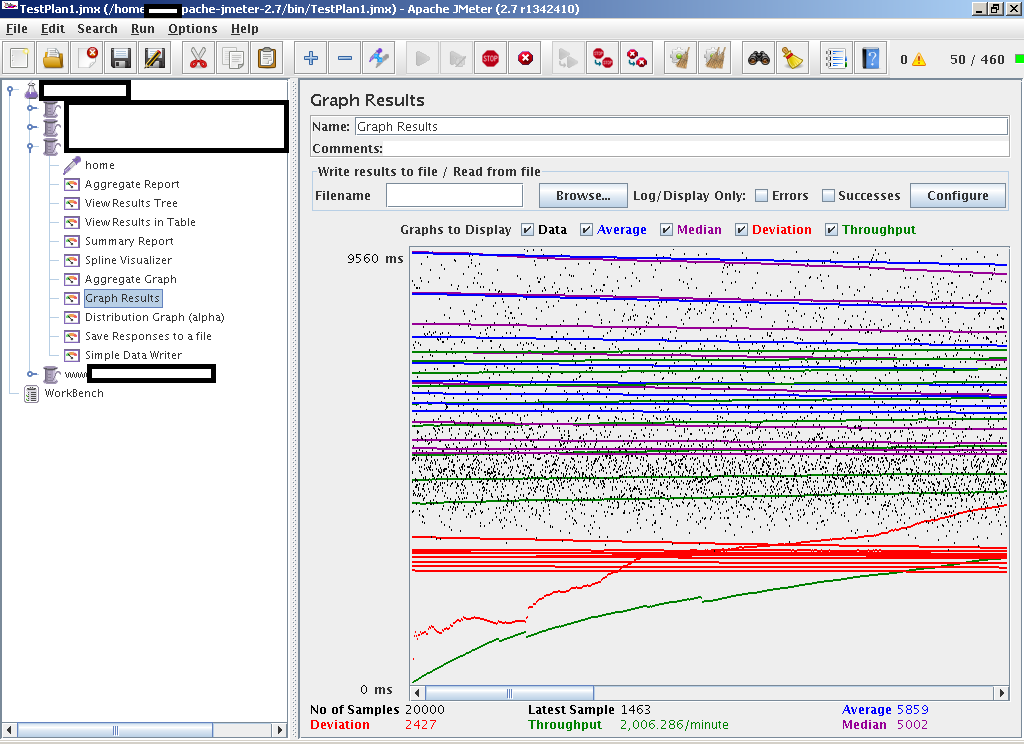 TestPlan1.jmx (/home pache-jmeter-2.7/bin/TestPlan1.jmx) - Apache JMeter (2.7 r1342410)
File Edit Search Run Options Help
STOP
STOP
0 50 / 460
Graph Results
Name: Graph Results
Comments:
Write results to file / Read from file
Filename Browse... Log/Display Only: Errors Successes Configure
Graphs to Display Data Average Median Deviation Throughput
9560 ms
0 ms
No of Samples 20000 Latest Sample 1463 Average 5859
Deviation 2427 Throughput 2,006.286/minute Median 5002
home
Aggregate Report
View Results Tree
View Results in Table
Summary Report
Spline Visualizer
Aggregate Graph
Graph Results
Distribution Graph (alpha)
Save Responses to a file
Simple Data Writer
www
WorkBench